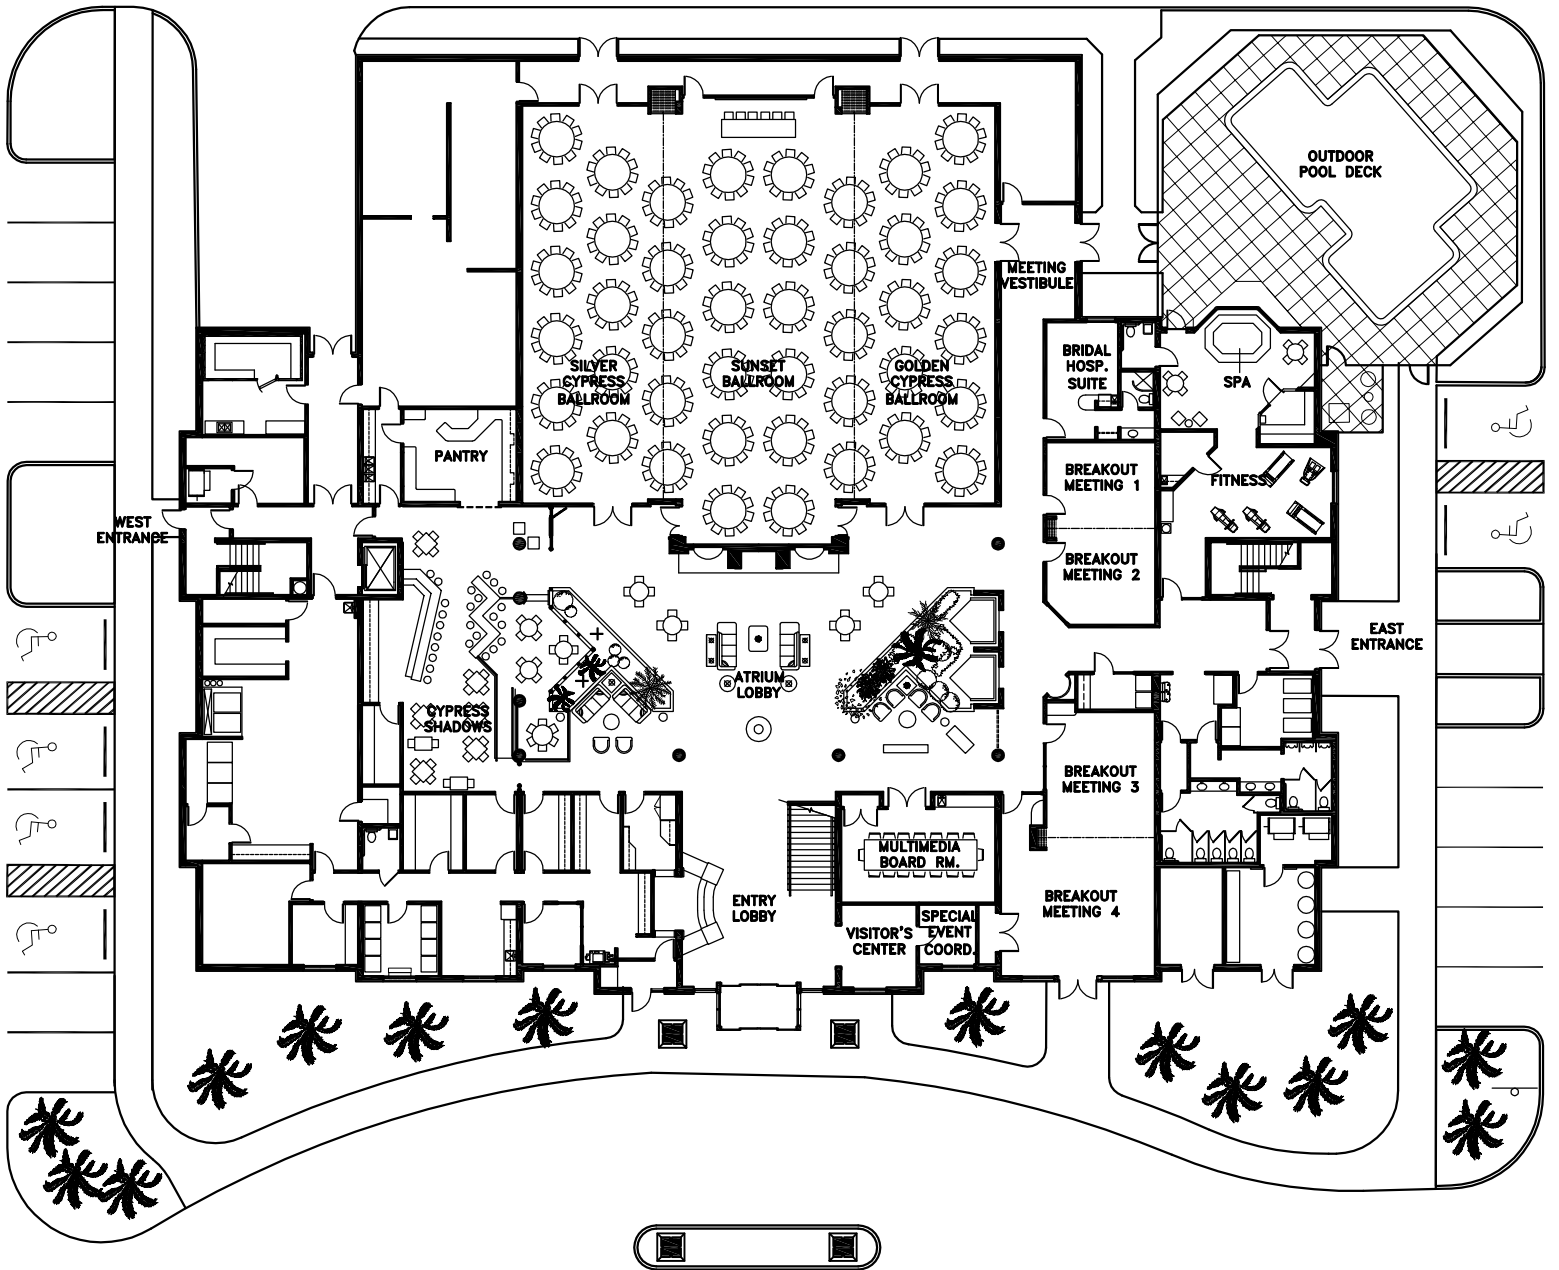 OUTDOOR
POOL DECK
MEETING
VESTIBULE
BRIDAL
HOSP.
SUITE
SPA
SILVER
CYPRESS
BALLROOM
SUNSET
BALLROOM
GOLDEN
CYPRESS
BALLROOM
PANTRY
BREAKOUT
MEETING 1
FITNESS
WEST
ENTRANCE
BREAKOUT
MEETING 2
EAST
ENTRANCE
ATRIUM
LOBBY
CYPRESS
SHADOWS
BREAKOUT
MEETING 3
MULTIMEDIA
BOARD RM.
ENTRY
LOBBY
BREAKOUT
MEETING 4
VISITOR'S
CENTER
SPECIAL
EVENT
COORD.